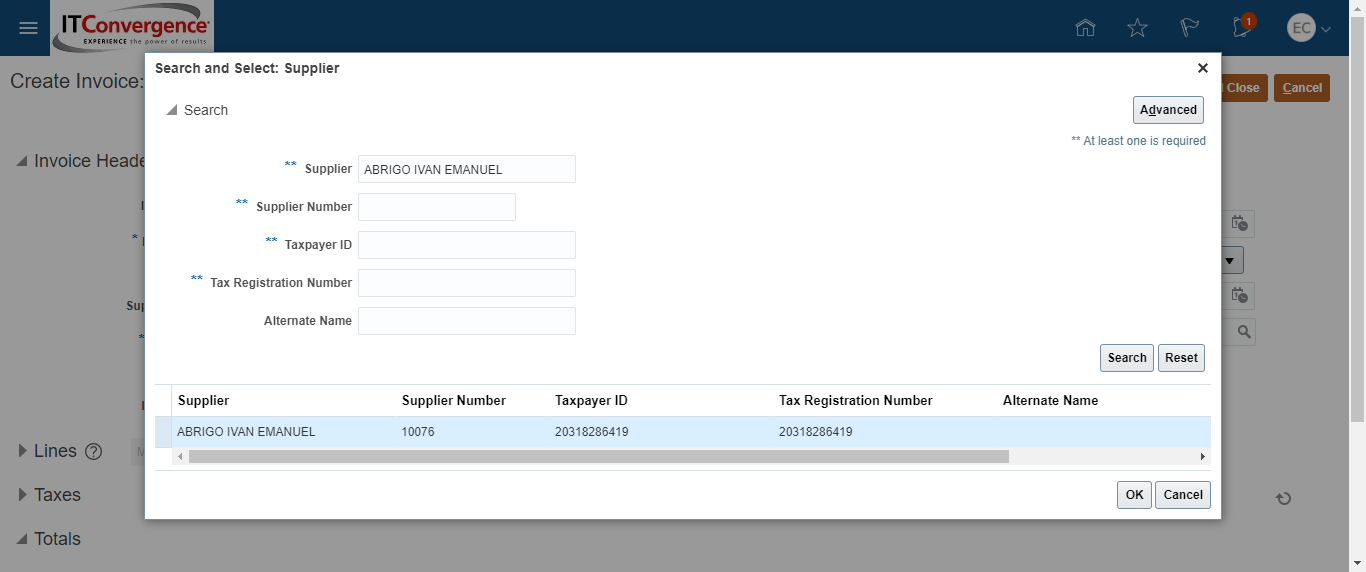 ITConvergence
EXPERIENCE the power of results
1
EC
Create Invoice:
Close
Cancel
Search and Select: Supplier
Search
Advanced
** At least one is required
Invoice Heade
** Supplier ABRIGO IVAN EMANUEL
** Supplier Number
*
** Taxpayer ID
** Tax Registration Number
Sup
Alternate Name
*
Search Reset
Supplier Supplier Number Taxpayer ID Tax Registration Number Alternate Name
ABRIGO IVAN EMANUEL 10076 20318286419 20318286419
Lines ?
Taxes
OK Cancel
Totals